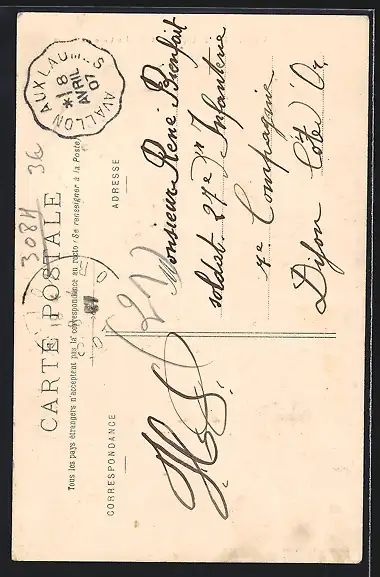 CARTE POSTALE
Tous les pays étrangers n'acceptent pas la correspondance au recto (Se renseigner à la Poste)
CORRESPONDANCE
ADRESSE
AVALLON
18
AVRIL
07
3084
36
Monsieur René Bienfait
soldat 27e d'Infanterie
7e Compagnie
Dijon Côte d'Or